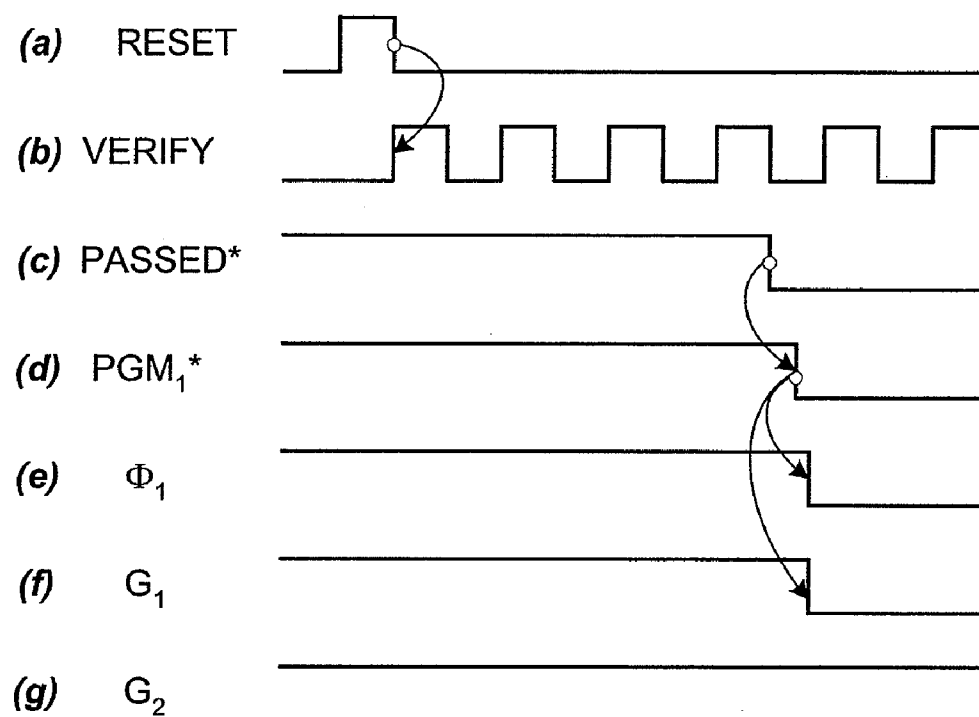 (a) RESET
(b) VERIFY
(c) PASSED*
(d) PGM₁*
(e) Φ₁
(f) G₁
(g) G₂